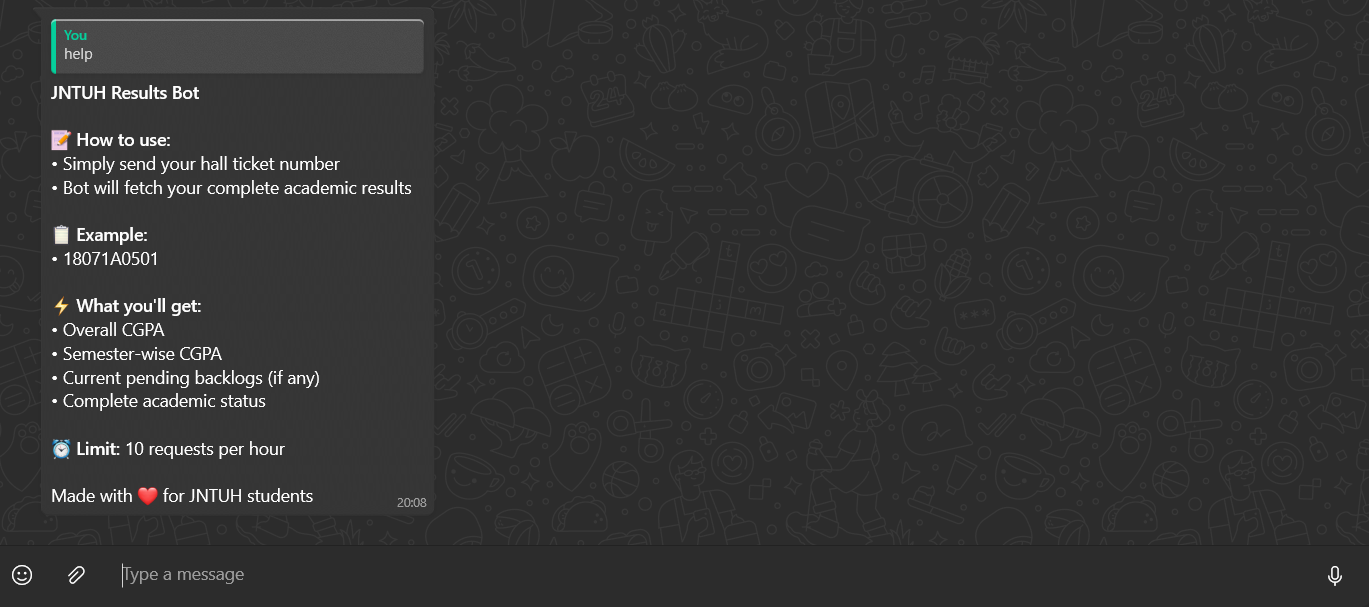 You
help
JNTUH Results Bot
📝 How to use:
• Simply send your hall ticket number
• Bot will fetch your complete academic results
📋 Example:
• 18071A0501
⚡ What you'll get:
• Overall CGPA
• Semester-wise CGPA
• Current pending backlogs (if any)
• Complete academic status
⏰ Limit: 10 requests per hour
Made with ❤️ for JNTUH students
20:08
Type a message